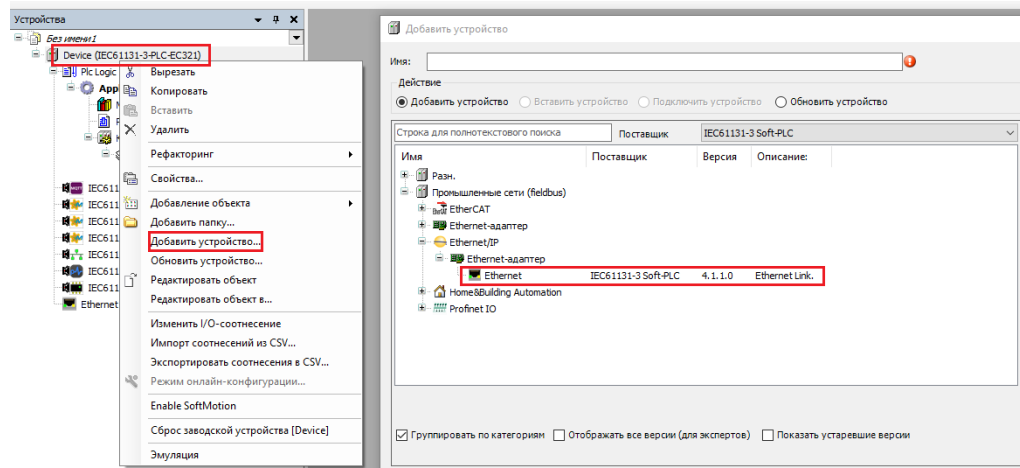 Устройства
Без имени1
Device (IEC61131-3-PLC-EC321)
Plc Logic
App
IEC611
IEC611
IEC611
IEC611
IEC611
IEC611
IEC611
Ethernet
Вырезать
Копировать
Вставить
Удалить
Рефакторинг
Свойства...
Добавление объекта
Добавить папку...
Добавить устройство...
Обновить устройство...
Редактировать объект
Редактировать объект в...
Изменить I/O-соотнесение
Импорт соотнесений из CSV...
Экспортировать соотнесения в CSV...
Режим онлайн-конфигурации...
Enable SoftMotion
Сброс заводской устройства [Device]
Эмуляция
Добавить устройство
Имя:
Действие
Добавить устройство Вставить устройство Подключить устройство Обновить устройство
Строка для полнотекстового поиска Поставщик IEC61131-3 Soft-PLC
Имя Поставщик Версия Описание:
Разн.
Промышленные сети (fieldbus)
EtherCAT
Ethernet-адаптер
Ethernet/IP
Ethernet-адаптер
Ethernet IEC61131-3 Soft-PLC 4.1.1.0 Ethernet Link.
Home&Building Automation
Profinet IO
Группировать по категориям Отображать все версии (для экспертов) Показать устаревшие версии